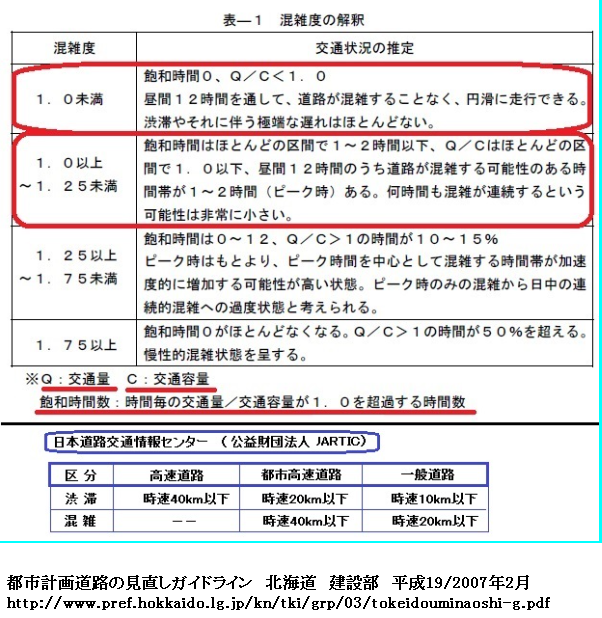 表―１　混雑度の解釈
混雑度　交通状況の推定
１．０未満
飽和時間０、Ｑ／Ｃ＜１．０
昼間１２時間を通して、道路が混雑することなく、円滑に走行できる。
渋滞やそれに伴う極端な遅れはほとんどない。
１．０以上
～１．２５未満
飽和時間はほとんどの区間で１～２時間以下、Ｑ／Ｃはほとんどの区
間で１．０以下、昼間１２時間のうち道路が混雑する可能性のある時
間帯が１～２時間（ピーク時）ある。何時間も混雑が連続するという
可能性は非常に小さい。
１．２５以上
～１．７５未満
飽和時間は０～１２、Ｑ／Ｃ＞１の時間が１０～１５％
ピーク時はもとより、ピーク時間を中心として混雑する時間帯が加速
度的に増加する可能性が高い状態。ピーク時のみの混雑から日中の連
続的混雑への過度状態と考えられる。
１．７５以上
飽和時間０がほとんどなくなる。Ｑ／Ｃ＞１の時間が５０％を超える。
慢性的混雑状態を呈する。
※Ｑ：交通量　Ｃ：交通容量
飽和時間数：時間毎の交通量／交通容量が１．０を超過する時間数
日本道路交通情報センター　（公益財団法人 JARTIC）
区 分　高速道路　都市高速道路　一般道路
渋 滞　時速40km以下　時速20km以下　時速10km以下
混 雑　――　時速40km以下　時速20km以下
都市計画道路の見直しガイドライン　北海道　建設部　平成19/2007年2月
http://www.pref.hokkaido.lg.jp/kn/tki/grp/03/tokeidouminaoshi-g.pdf